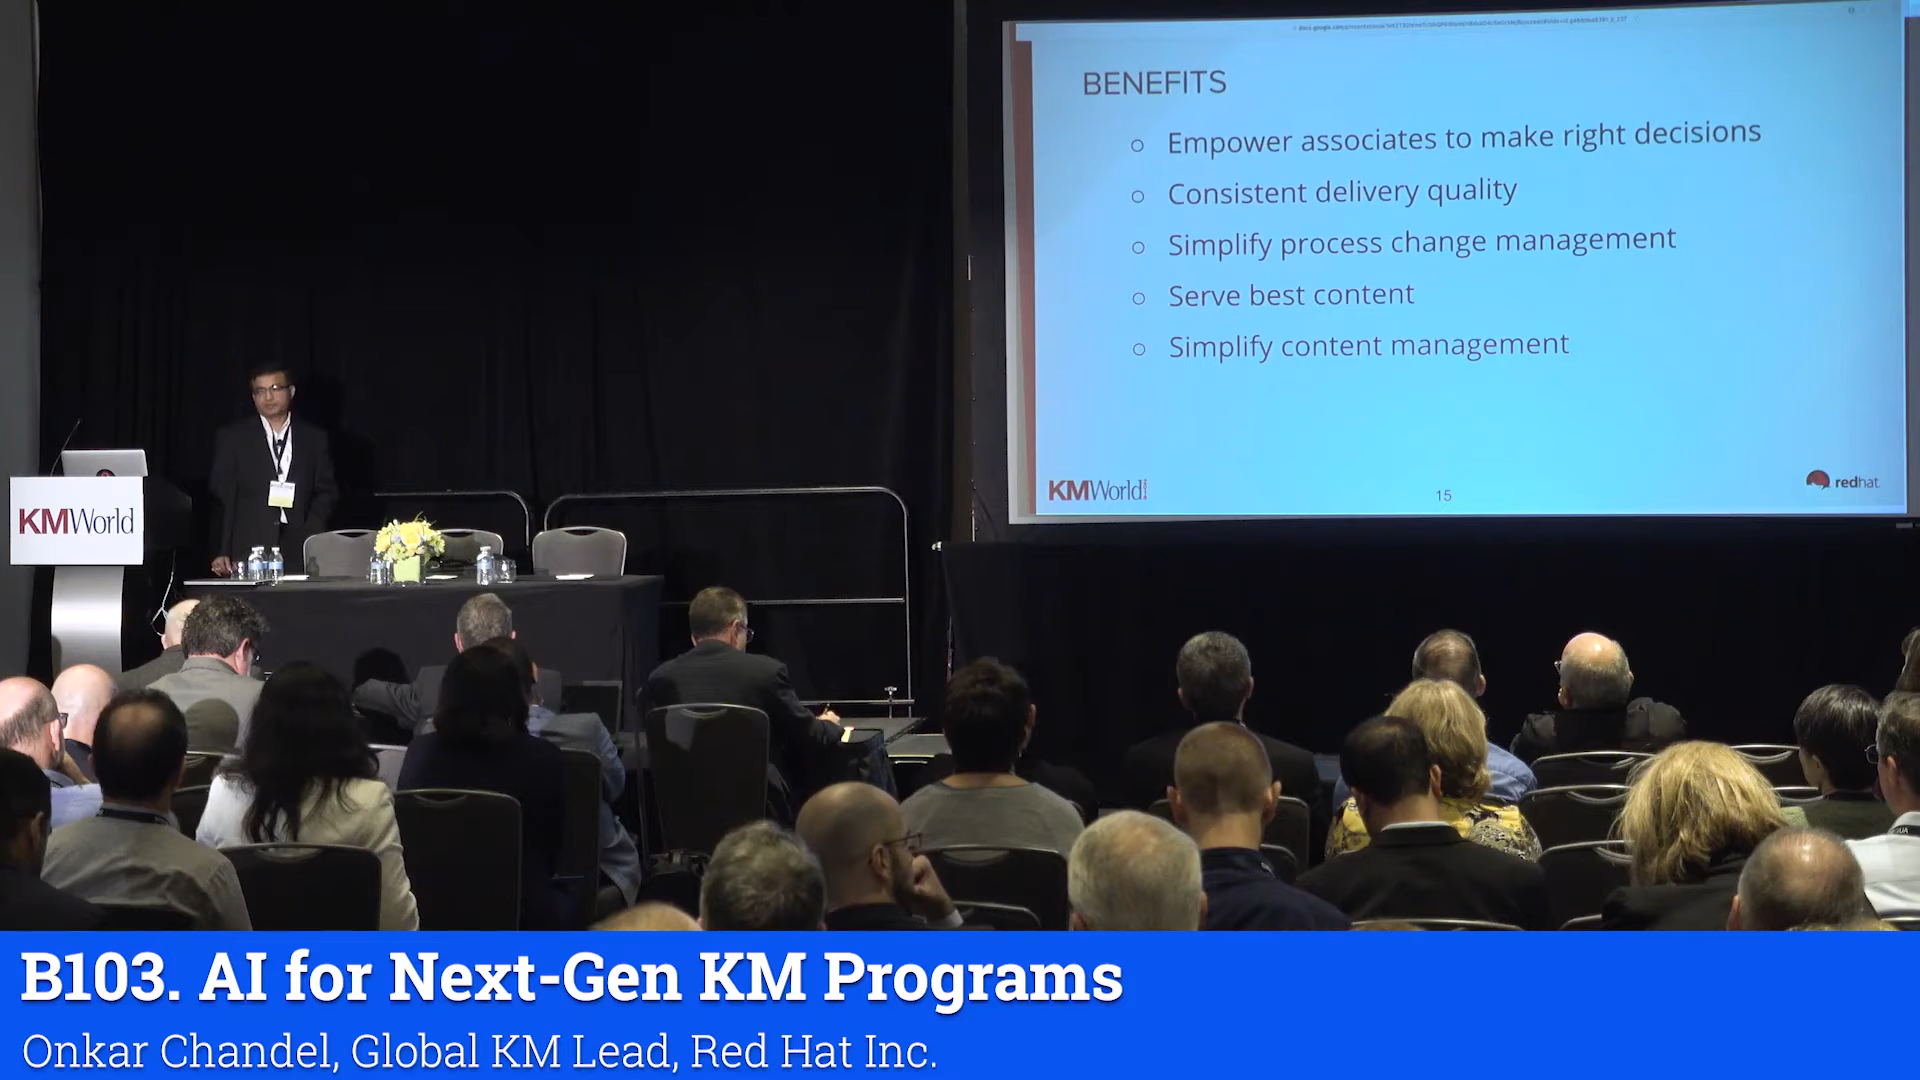 BENEFITS
Empower associates to make right decisions
Consistent delivery quality
Simplify process change management
Serve best content
Simplify content management
KMWorld
15
redhat
KMWorld
B103. AI for Next-Gen KM Programs
Onkar Chandel, Global KM Lead, Red Hat Inc.